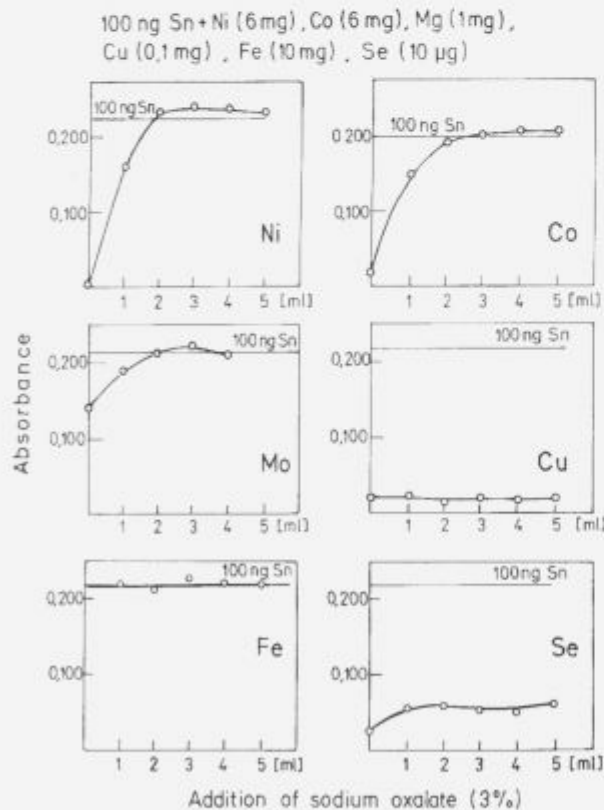 100 ng Sn + Ni (6 mg), Co (6 mg), Mg (1 mg),
Cu (0,1 mg), Fe (10 mg), Se (10 µg)
100 ng Sn
0,200
0,100
Ni
1 2 3 4 5 [ml]
100 ng Sn
0,200
0,100
Co
1 2 3 4 5 [ml]
Absorbance
100 ng Sn
0,200
0,100
Mo
1 2 3 4 5 [ml]
100 ng Sn
0,200
0,100
Cu
1 2 3 4 5 [ml]
100 ng Sn
0,200
0,100
Fe
1 2 3 4 5 [ml]
100 ng Sn
0,200
0,100
Se
1 2 3 4 5 [ml]
Addition of sodium oxalate (3%)